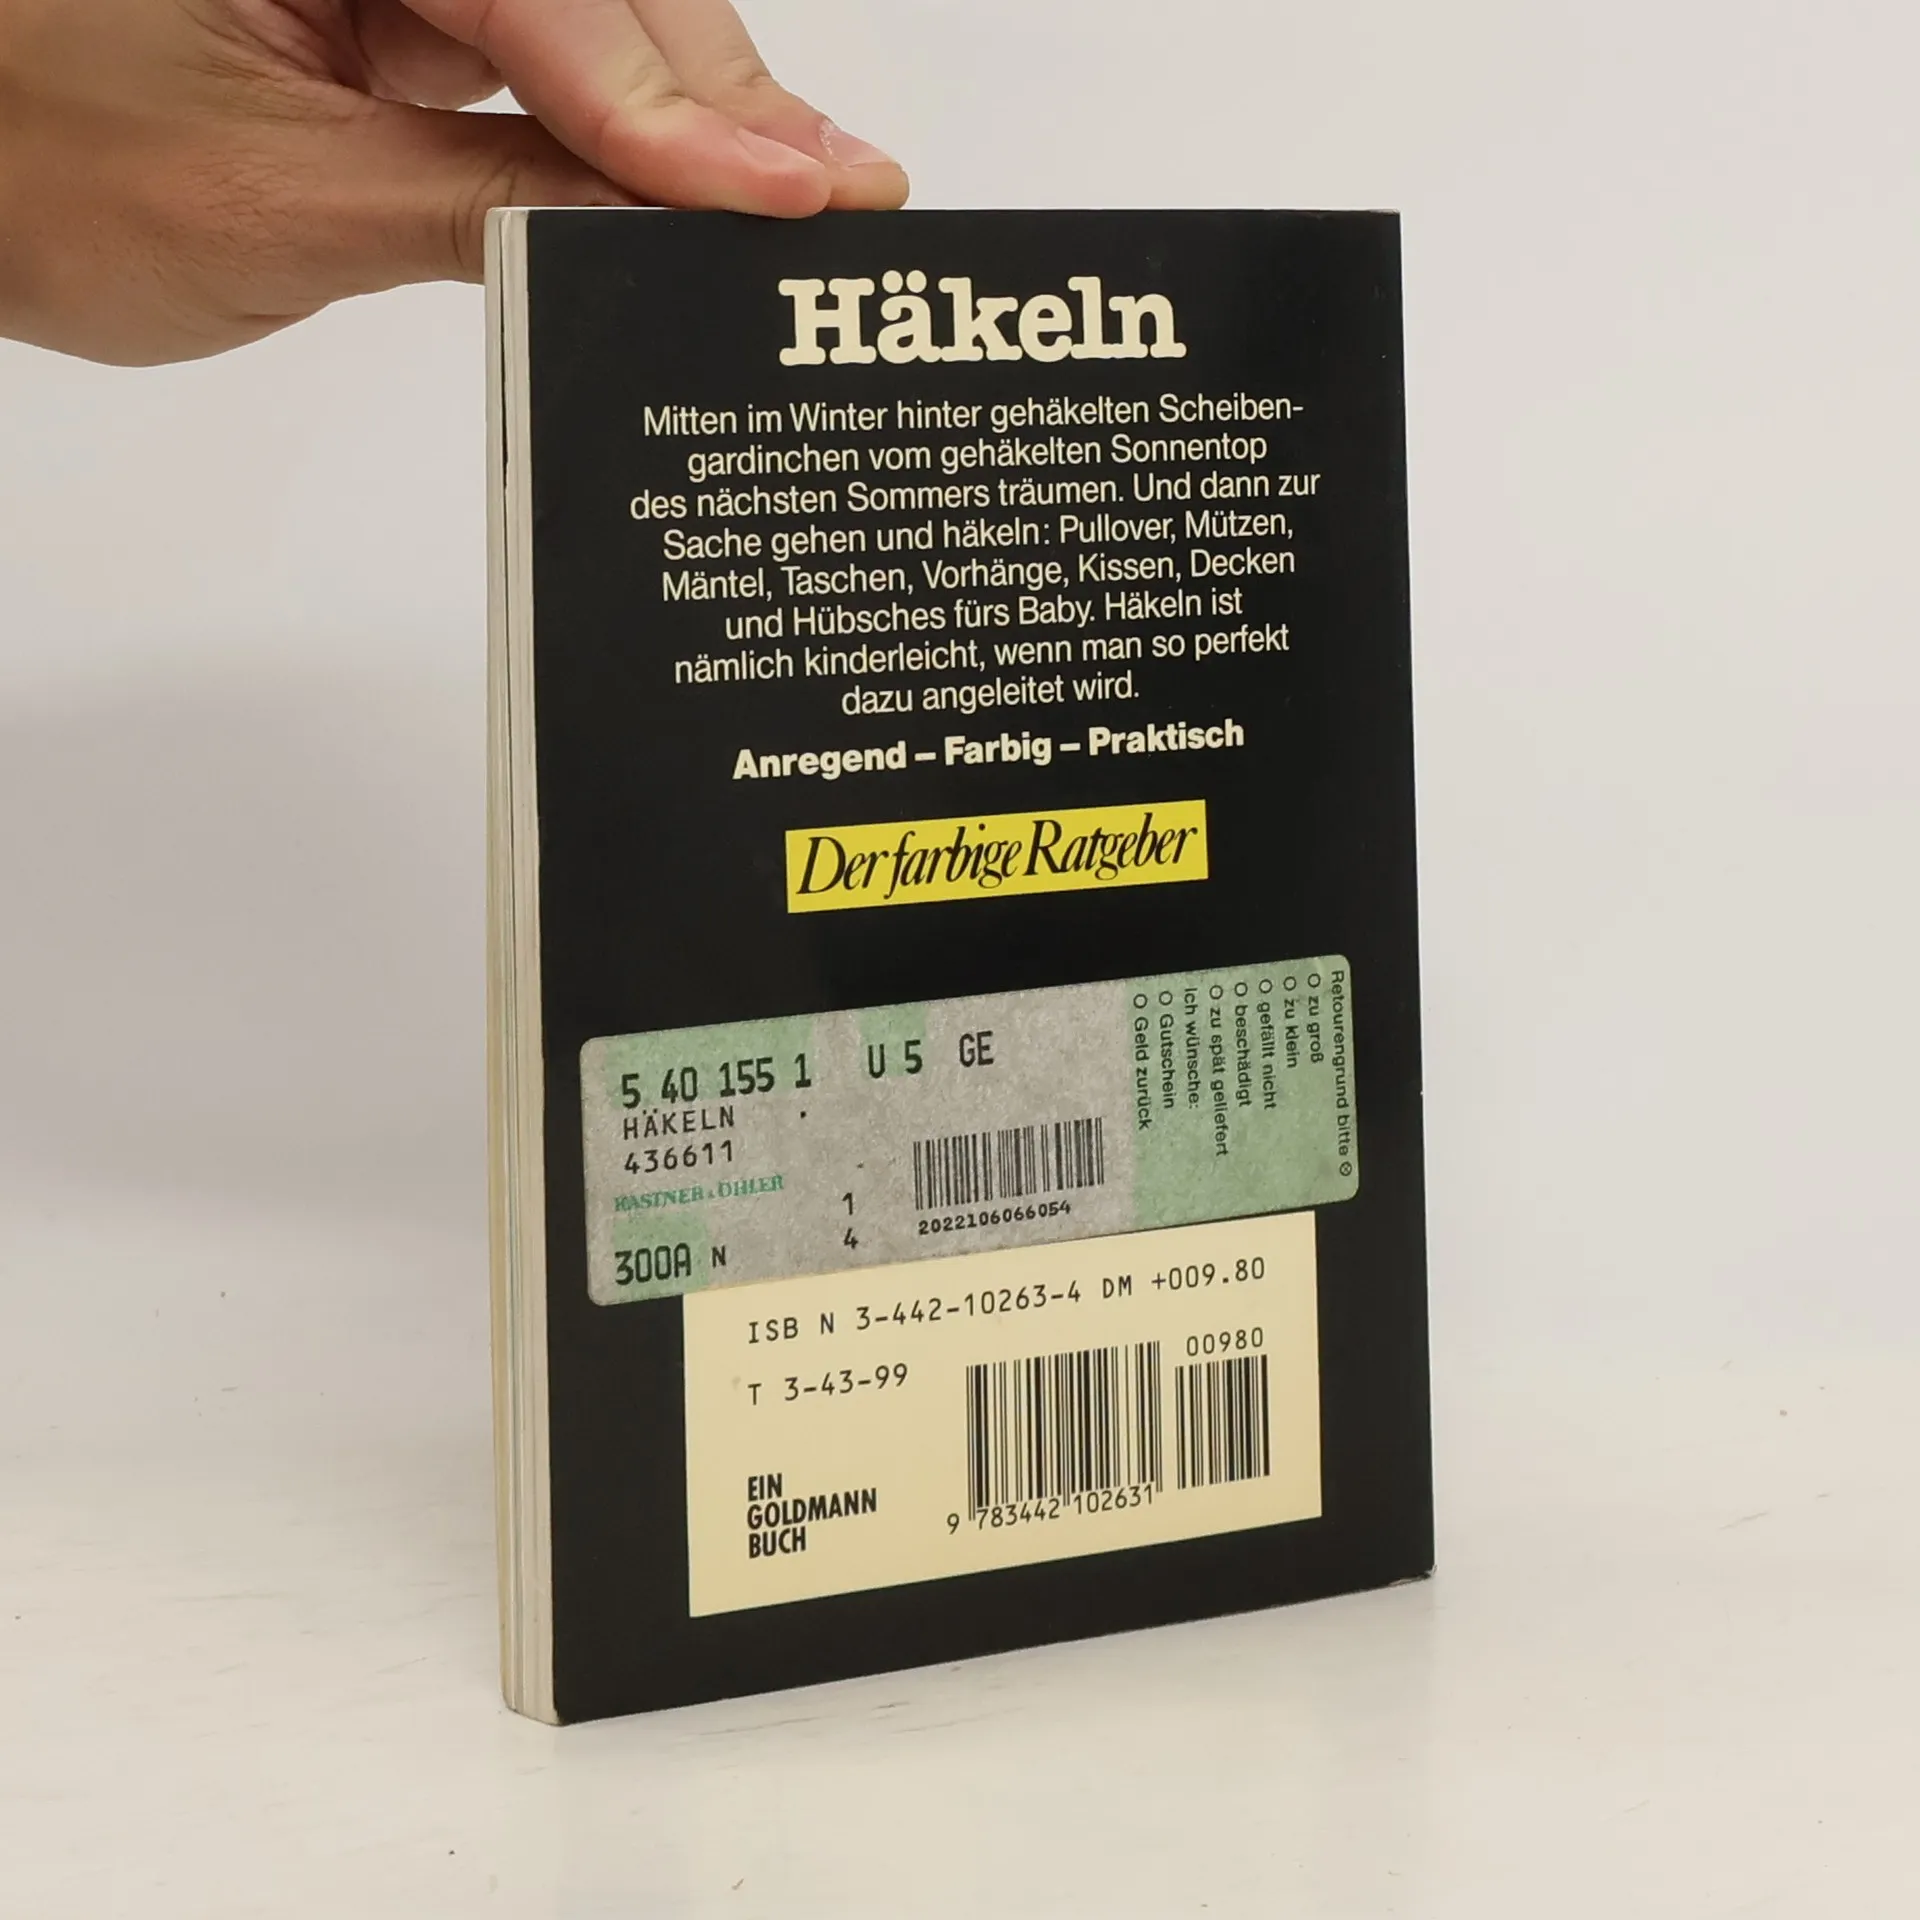 Häkeln
Mitten im Winter hinter gehäkelten Scheiben-
gardinchen vom gehäkelten Sonnentop
des nächsten Sommers träumen. Und dann zur
Sache gehen und häkeln: Pullover, Mützen,
Mäntel, Taschen, Vorhänge, Kissen, Decken
und Hübsches fürs Baby. Häkeln ist
nämlich kinderleicht, wenn man so perfekt
dazu angeleitet wird.
Anregend – Farbig – Praktisch
Der farbige Ratgeber
5 40 155 1 U 5 GE
HÄKELN
436611
KASTNER & ÖHLER
1
4
300A N
2022106066054
Retourengrund bitte ⊗
O zu groß
O zu klein
O gefällt nicht
O beschädigt
O zu spät geliefert
Ich wünsche:
O Gutschein
O Geld zurück
ISB N 3-442-10263-4 DM +009.80
T 3-43-99
00980
EIN
GOLDMANN
BUCH
9 783442 102631